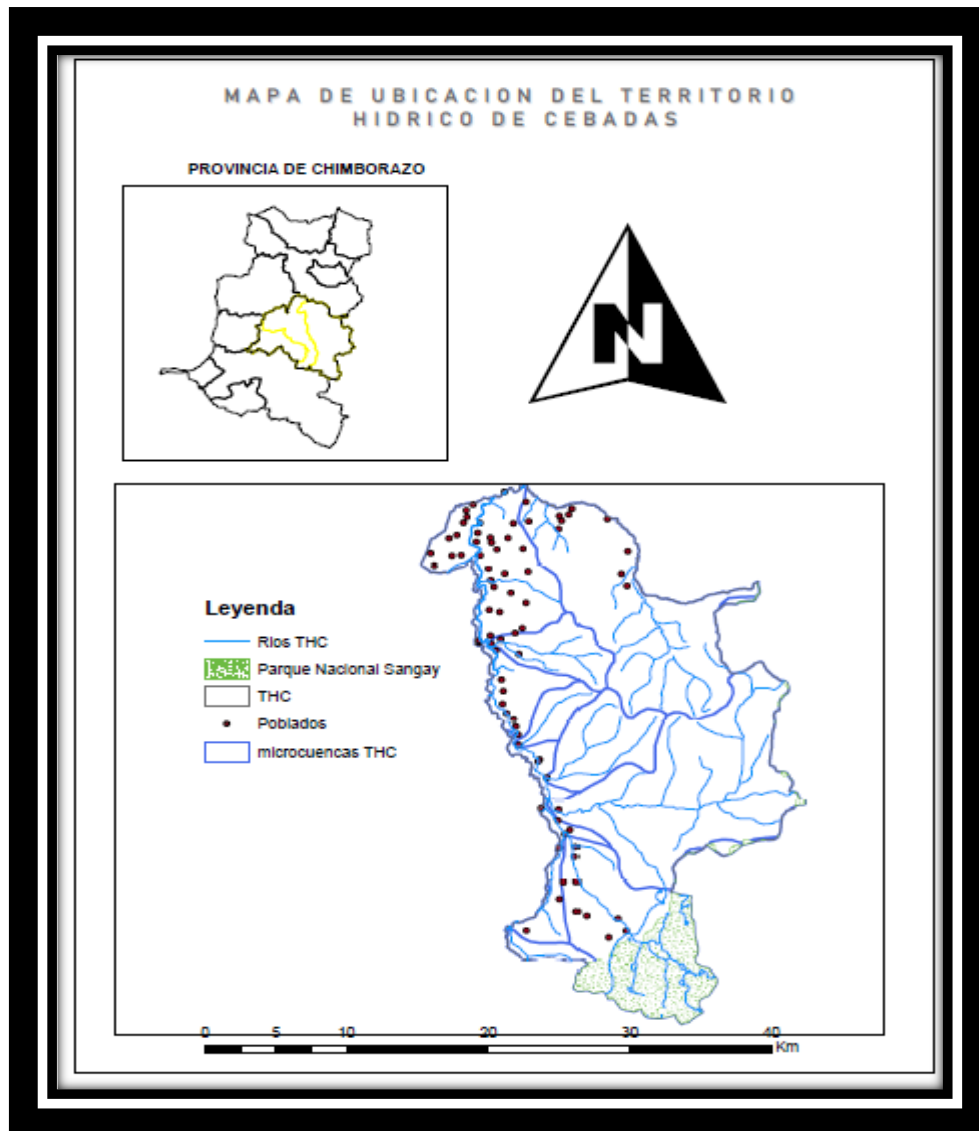 MAPA DE UBICACION DEL TERRITORIO
HIDRICO DE CEBADAS
PROVINCIA DE CHIMBORAZO
N
Leyenda
Rios THC
Parque Nacional Sangay
THC
Poblados
microcuencas THC
0 5 10 20 30 40
Km